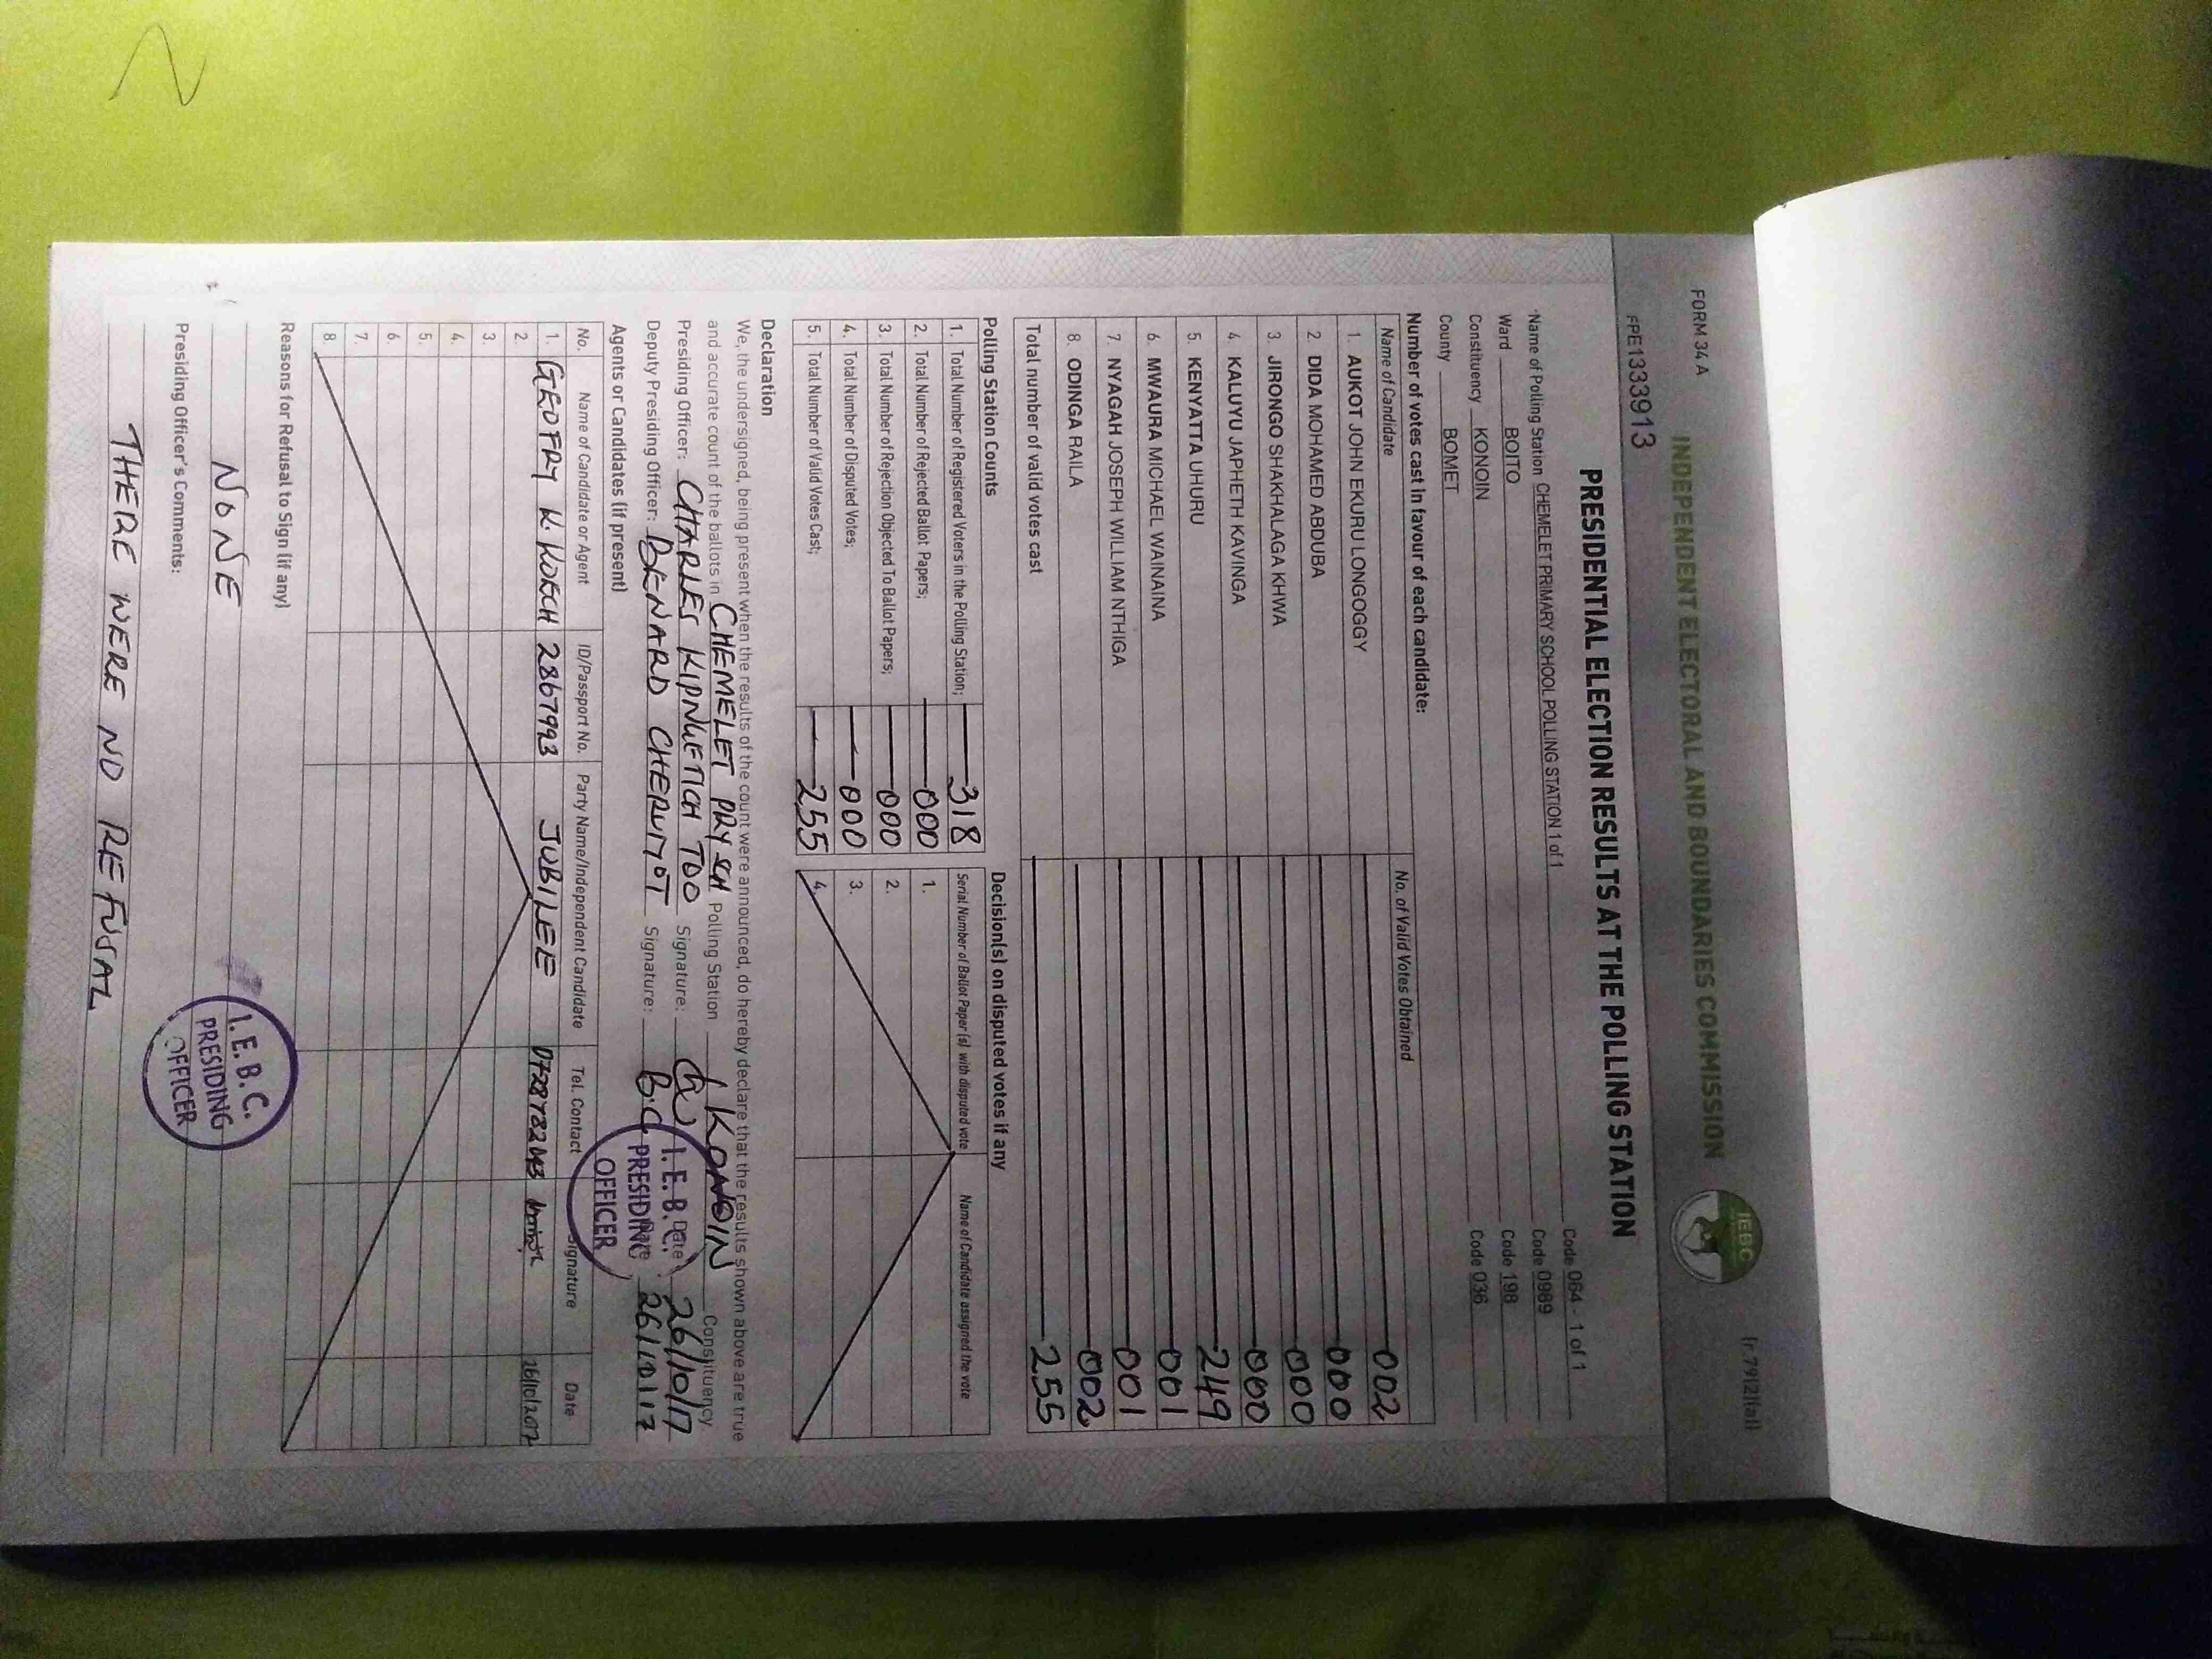 FORM 34 A
(r 79(2)(a))
INDEPENDENT ELECTORAL AND BOUNDARIES COMMISSION
IEBC
FPE1333913
PRESIDENTIAL ELECTION RESULTS AT THE POLLING STATION
*Name of Polling Station CHEMELET PRIMARY SCHOOL POLLING STATION 1 of 1 Code 064 - 1 of 1
Ward BOITO Code 0989
Constituency KONOIN Code 198
County BOMET Code 036
Number of votes cast in favour of each candidate:
Name of Candidate No. of Valid Votes Obtained
1. AUKOT JOHN EKURU LONGOGGY 002
2 DIDA MOHAMED ABDUBA 000
3. JIRONGO SHAKHALAGA KHWA 000
4 KALUYU JAPHETH KAVINGA 000
5 KENYATTA UHURU 249
6. MWAURA MICHAEL WAINAINA 001
7. NYAGAH JOSEPH WILLIAM NTHIGA 001
8. ODINGA RAILA 002
Total number of valid votes cast 255
Polling Station Counts
1. Total Number of Registered Voters in the Polling Station; 318
2. Total Number of Rejected Ballot Papers; 000
3. Total Number of Rejection Objected To Ballot Papers; 000
4. Total Number of Disputed Votes; 000
5. Total Number of Valid Votes Cast; 255
Decision(s) on disputed votes if any
Serial Number of Ballot Paper(s) with disputed vote Name of Candidate assigned the vote
1.
2.
3.
4.
Declaration
We, the undersigned, being present when the results of the count were announced, do hereby declare that the results shown above are true
and accurate count of the ballots in CHEMELET PRY SCH Polling Station KONOIN Constituency
Presiding Officer: CHARLES KIPNGETICH TOO Signature: Date 26/10/17
Deputy Presiding Officer: BENARD CHERUIYOT Signature: B.C Date 26/10/17
I. E. B. C.
PRESIDING
OFFICER
Agents or Candidates (if present)
No. Name of Candidate or Agent ID/Passport No. Party Name/Independent Candidate Tel. Contact Signature Date
1. GEOFRY K KOECH 22867993 JUBILEE 26/10/2017
2
3.
4.
5.
6.
7.
8.
Reasons for Refusal to Sign (if any)
NONE
Presiding Officer's Comments:
THERE WERE NO REFUSAL
I. E. B. C.
PRESIDING
OFFICER